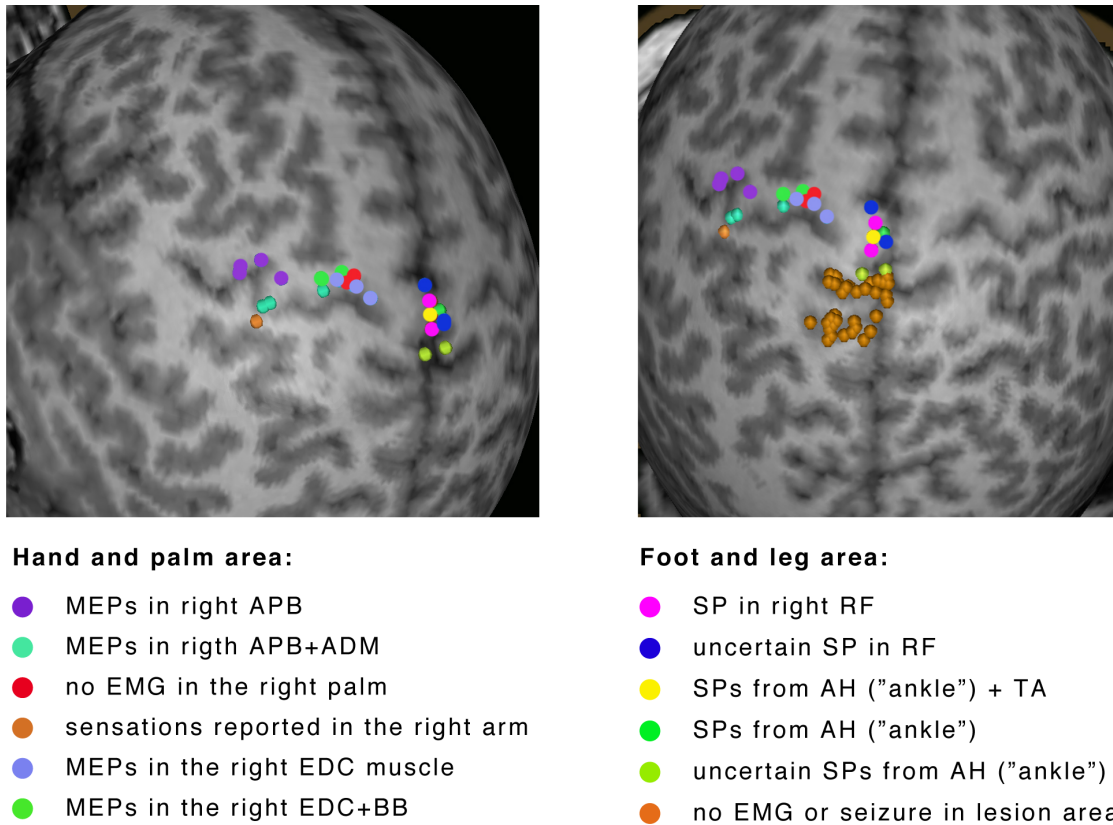 Hand and palm area:
MEPs in right APB
MEPs in rigth APB+ADM
no EMG in the right palm
sensations reported in the right arm
MEPs in the right EDC muscle
MEPs in the right EDC+BB
Foot and leg area:
SP in right RF
uncertain SP in RF
SPs from AH (”ankle”) + TA
SPs from AH (”ankle”)
uncertain SPs from AH (”ankle”)
no EMG or seizure in lesion area